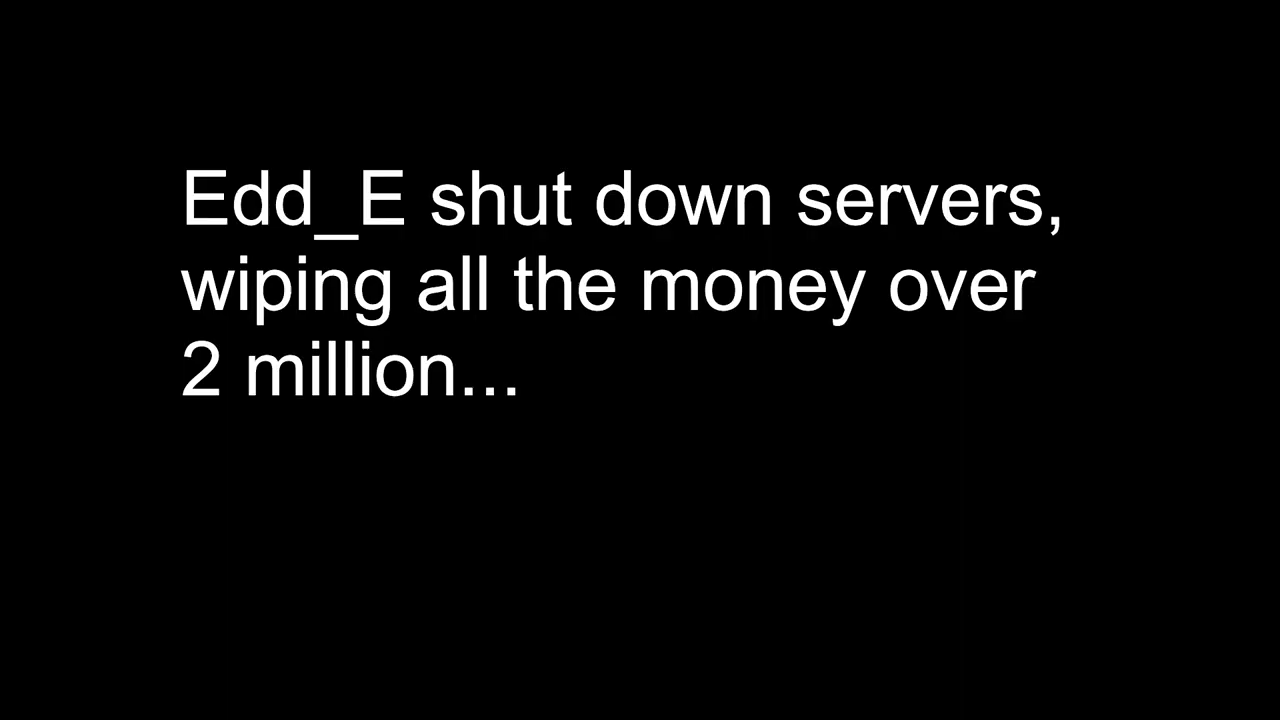 Edd_E shut down servers,
wiping all the money over
2 million...